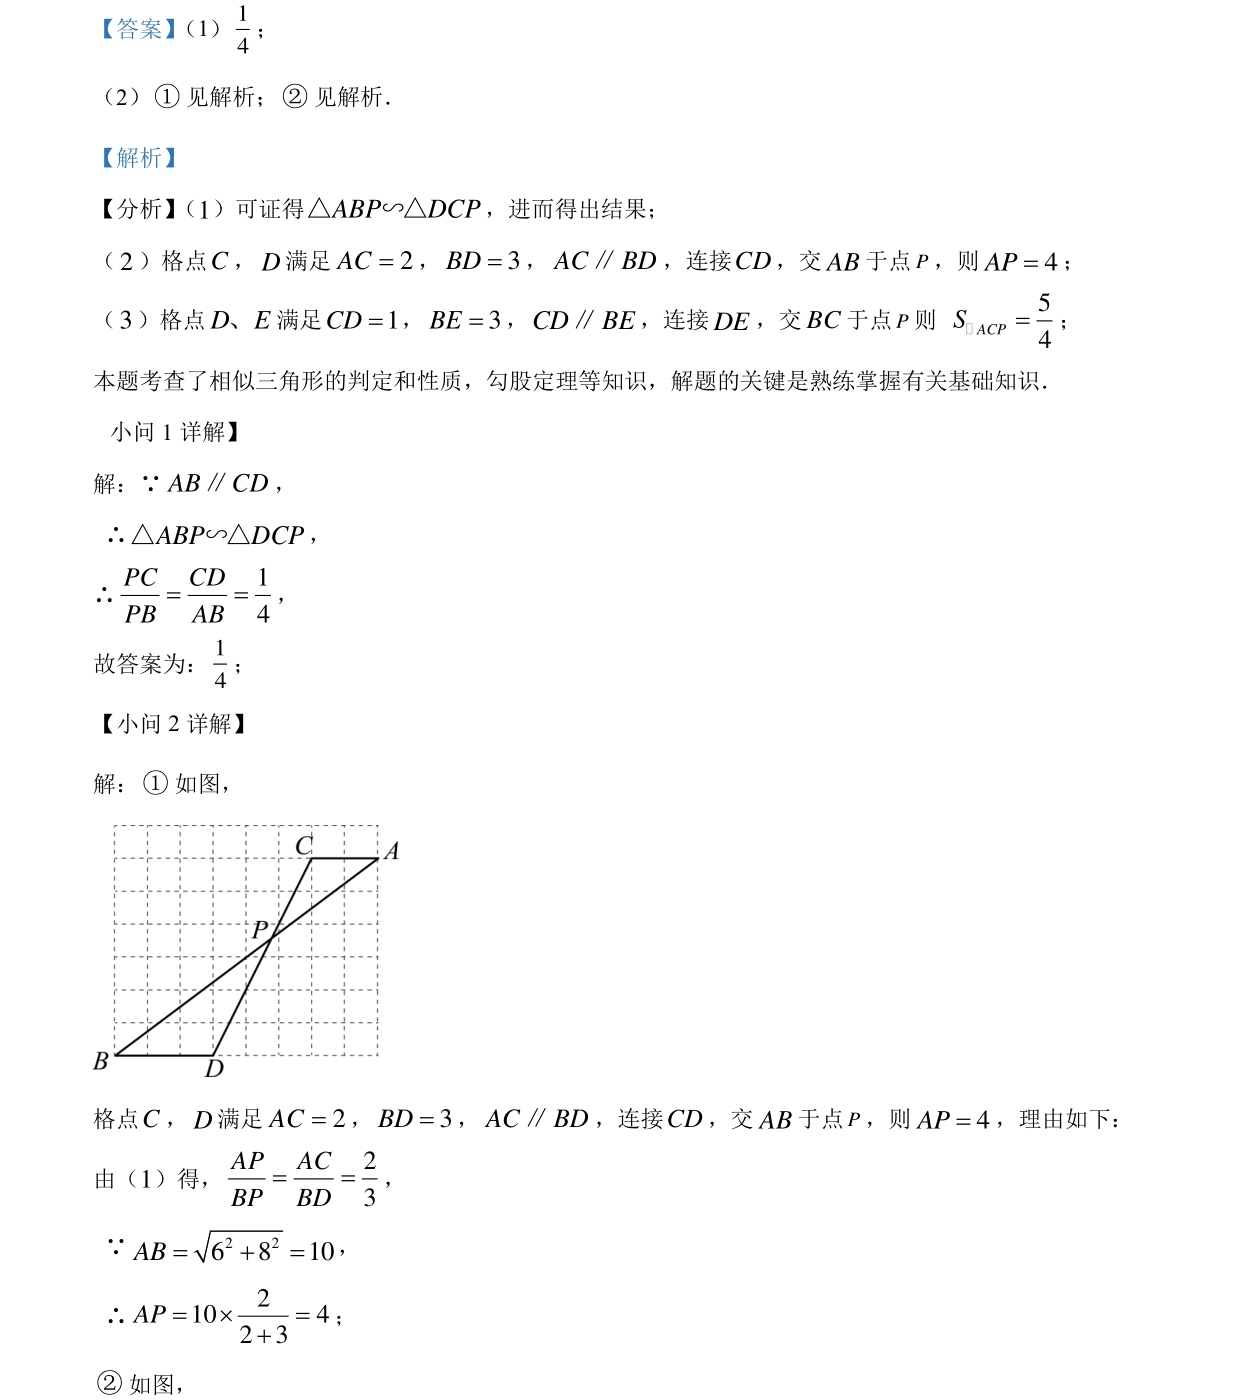 【答案】（1）1/4；
（2）① 见解析；② 见解析．
【解析】
【分析】（1）可证得△ABP∽△DCP，进而得出结果；
（2）格点C，D满足AC=2，BD=3，AC∥BD，连接CD，交AB于点P，则AP=4；
（3）格点D、E满足CD=1，BE=3，CD∥BE，连接DE，交BC于点P则 S□ACP=5/4；
本题考查了相似三角形的判定和性质，勾股定理等知识，解题的关键是熟练掌握有关基础知识．
小问 1 详解】
解：∵AB∥CD，
∴△ABP∽△DCP，
∴PC/PB=CD/AB=1/4，
故答案为：1/4；
【小问 2 详解】
解：① 如图，
C
A
P
B
D
格点C，D满足AC=2，BD=3，AC∥BD，连接CD，交AB于点P，则AP=4，理由如下：
由（1）得，AP/BP=AC/BD=2/3，
∵AB=√(6²+8²)=10，
∴AP=10×2/(2+3)=4；
② 如图，